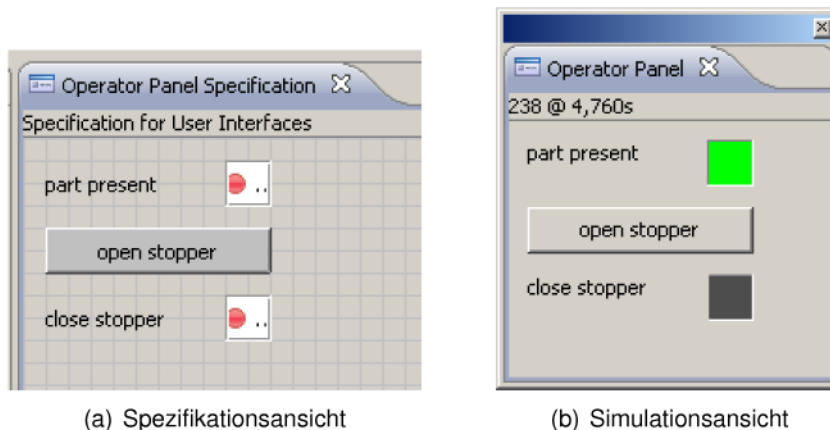 Operator Panel Specification
Specification for User Interfaces
part present
..
open stopper
close stopper
..
(a) Spezifikationsansicht
Operator Panel
238 @ 4,760s
part present
open stopper
close stopper
(b) Simulationsansicht